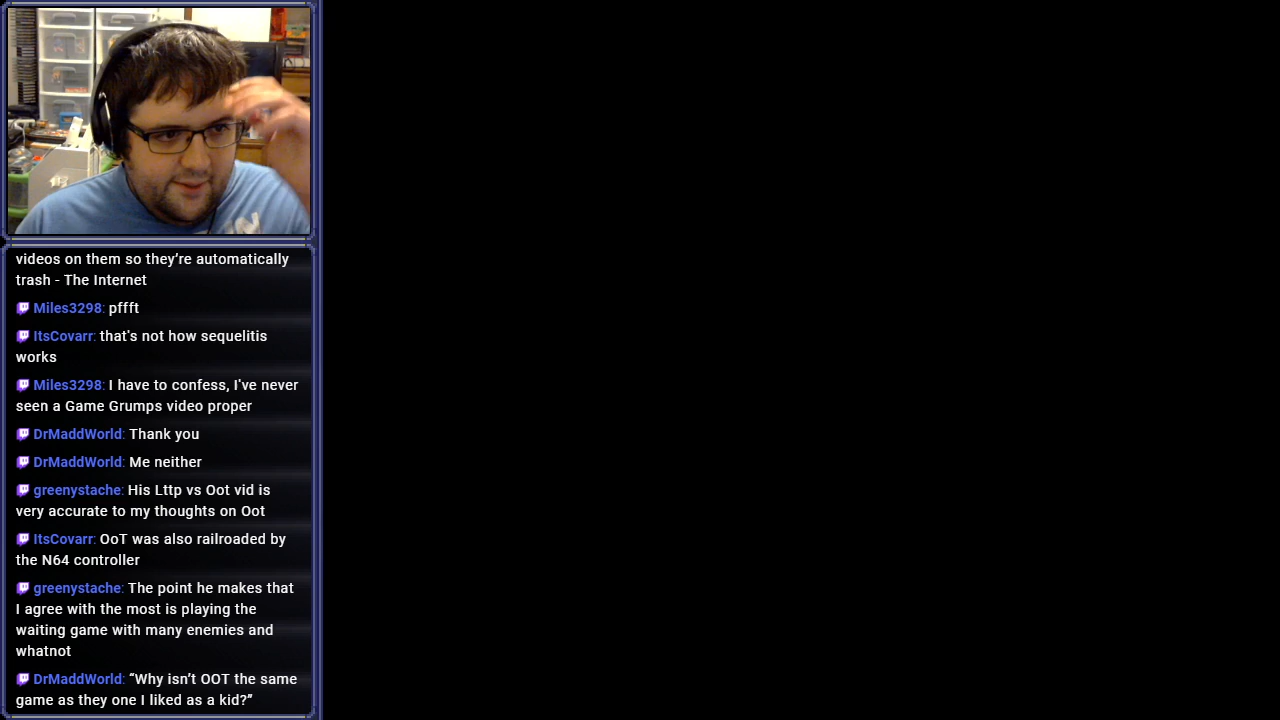 videos on them so they’re automatically
trash - The Internet
Miles3298: pffft
ItsCovarr: that's not how sequelitis
works
Miles3298: I have to confess, I've never
seen a Game Grumps video proper
DrMaddWorld: Thank you
DrMaddWorld: Me neither
greenystache: His Lttp vs Oot vid is
very accurate to my thoughts on Oot
ItsCovarr: OoT was also railroaded by
the N64 controller
greenystache: The point he makes that
I agree with the most is playing the
waiting game with many enemies and
whatnot
DrMaddWorld: “Why isn’t OOT the same
game as they one I liked as a kid?”